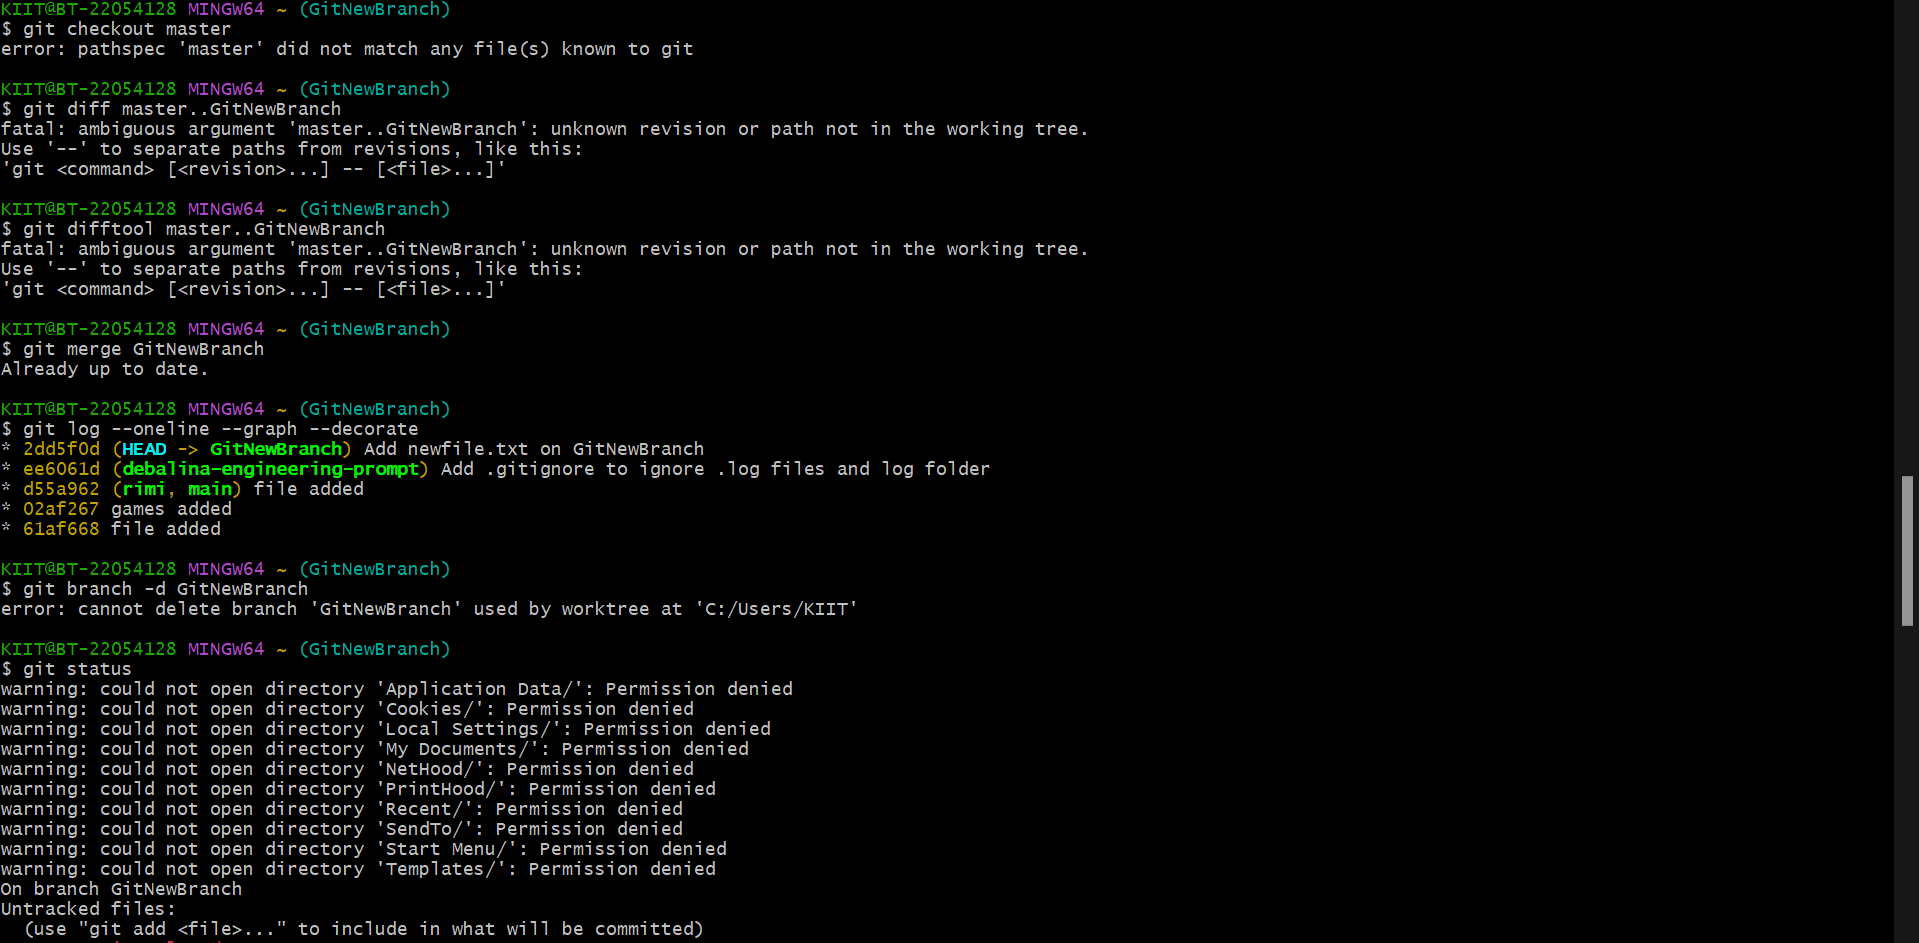 KIIT@BT-22054128 MINGW64 ~ (GitNewBranch)
$ git checkout master
error: pathspec 'master' did not match any file(s) known to git
KIIT@BT-22054128 MINGW64 ~ (GitNewBranch)
$ git diff master..GitNewBranch
fatal: ambiguous argument 'master..GitNewBranch': unknown revision or path not in the working tree.
Use '--' to separate paths from revisions, like this:
'git <command> [<revision>...] -- [<file>...]'
KIIT@BT-22054128 MINGW64 ~ (GitNewBranch)
$ git difftool master..GitNewBranch
fatal: ambiguous argument 'master..GitNewBranch': unknown revision or path not in the working tree.
Use '--' to separate paths from revisions, like this:
'git <command> [<revision>...] -- [<file>...]'
KIIT@BT-22054128 MINGW64 ~ (GitNewBranch)
$ git merge GitNewBranch
Already up to date.
KIIT@BT-22054128 MINGW64 ~ (GitNewBranch)
$ git log --oneline --graph --decorate
* 2dd5f0d (HEAD -> GitNewBranch) Add newfile.txt on GitNewBranch
* ee6061d (debalina-engineering-prompt) Add .gitignore to ignore .log files and log folder
* d55a962 (rimi, main) file added
* 02af267 games added
* 61af668 file added
KIIT@BT-22054128 MINGW64 ~ (GitNewBranch)
$ git branch -d GitNewBranch
error: cannot delete branch 'GitNewBranch' used by worktree at 'C:/Users/KIIT'
KIIT@BT-22054128 MINGW64 ~ (GitNewBranch)
$ git status
warning: could not open directory 'Application Data/': Permission denied
warning: could not open directory 'Cookies/': Permission denied
warning: could not open directory 'Local Settings/': Permission denied
warning: could not open directory 'My Documents/': Permission denied
warning: could not open directory 'NetHood/': Permission denied
warning: could not open directory 'PrintHood/': Permission denied
warning: could not open directory 'Recent/': Permission denied
warning: could not open directory 'SendTo/': Permission denied
warning: could not open directory 'Start Menu/': Permission denied
warning: could not open directory 'Templates/': Permission denied
On branch GitNewBranch
Untracked files:
  (use "git add <file>..." to include in what will be committed)